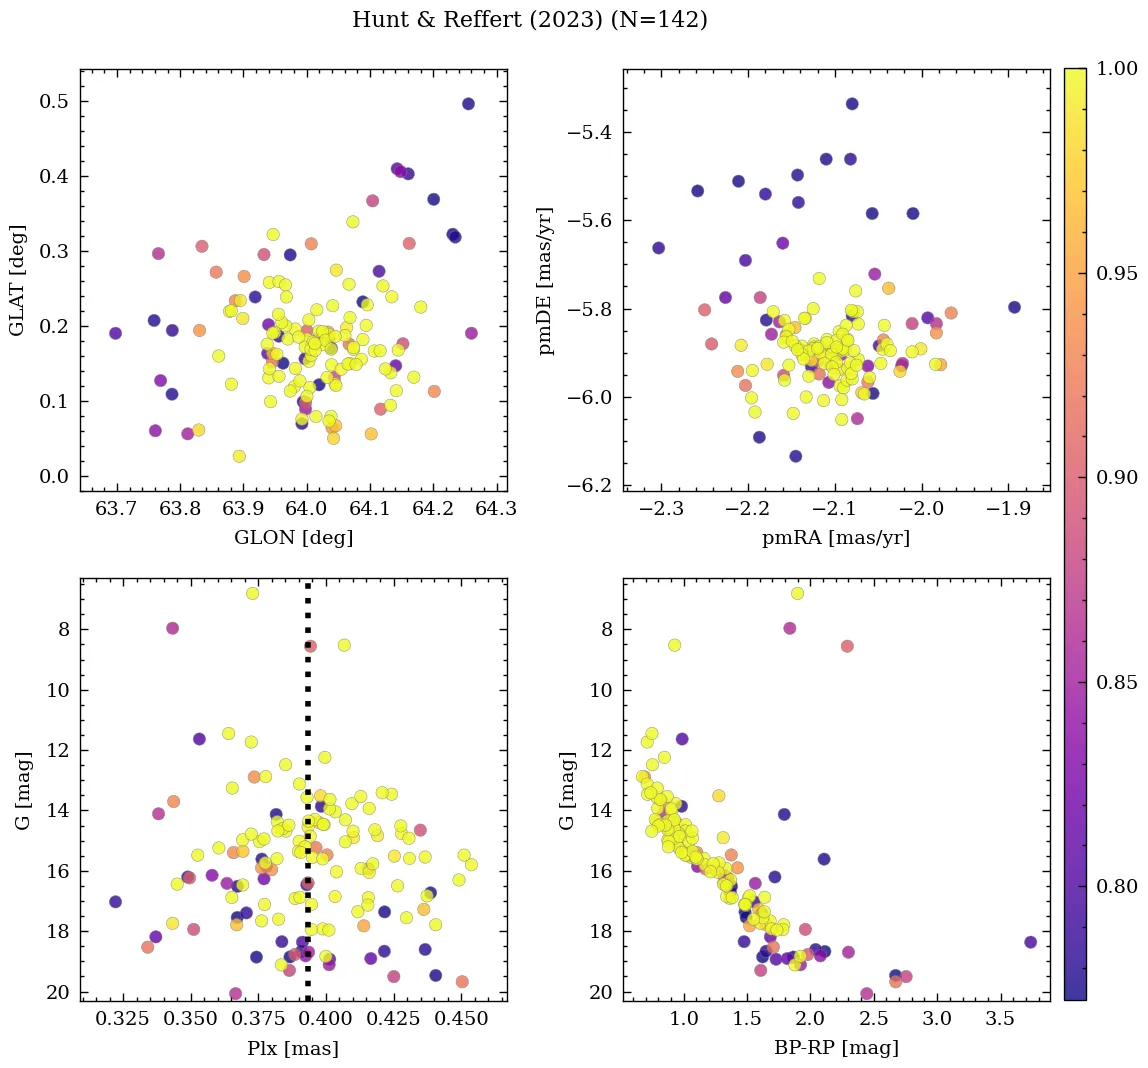 Hunt & Reffert (2023) (N=142)
0.5
0.4
0.3
0.2
0.1
0.0
GLAT [deg]
63.7 63.8 63.9 64.0 64.1 64.2 64.3
GLON [deg]
−5.4
−5.6
−5.8
−6.0
−6.2
pmDE [mas/yr]
−2.3 −2.2 −2.1 −2.0 −1.9
pmRA [mas/yr]
8
10
12
14
16
18
20
G [mag]
0.325 0.350 0.375 0.400 0.425 0.450
Plx [mas]
8
10
12
14
16
18
20
G [mag]
1.0 1.5 2.0 2.5 3.0 3.5
BP-RP [mag]
1.00
0.95
0.90
0.85
0.80